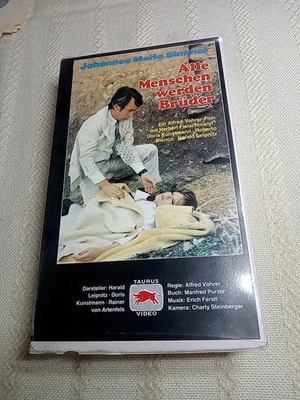 Johannes Mario Simmel
Alle
Menschen
werden
Brüder
Ein Alfred Vohrer Film
mit Herbert Fleischmann
Doris Kunstmann · Roberto
Blanco · Harald Leipnitz
Darsteller: Harald
Leipnitz · Doris
Kunstmann · Rainer
von Artenfels
TAURUS
VIDEO
Regie: Alfred Vohrer
Buch: Manfred Purzer
Musik: Erich Ferstl
Kamera: Charly Steinberger